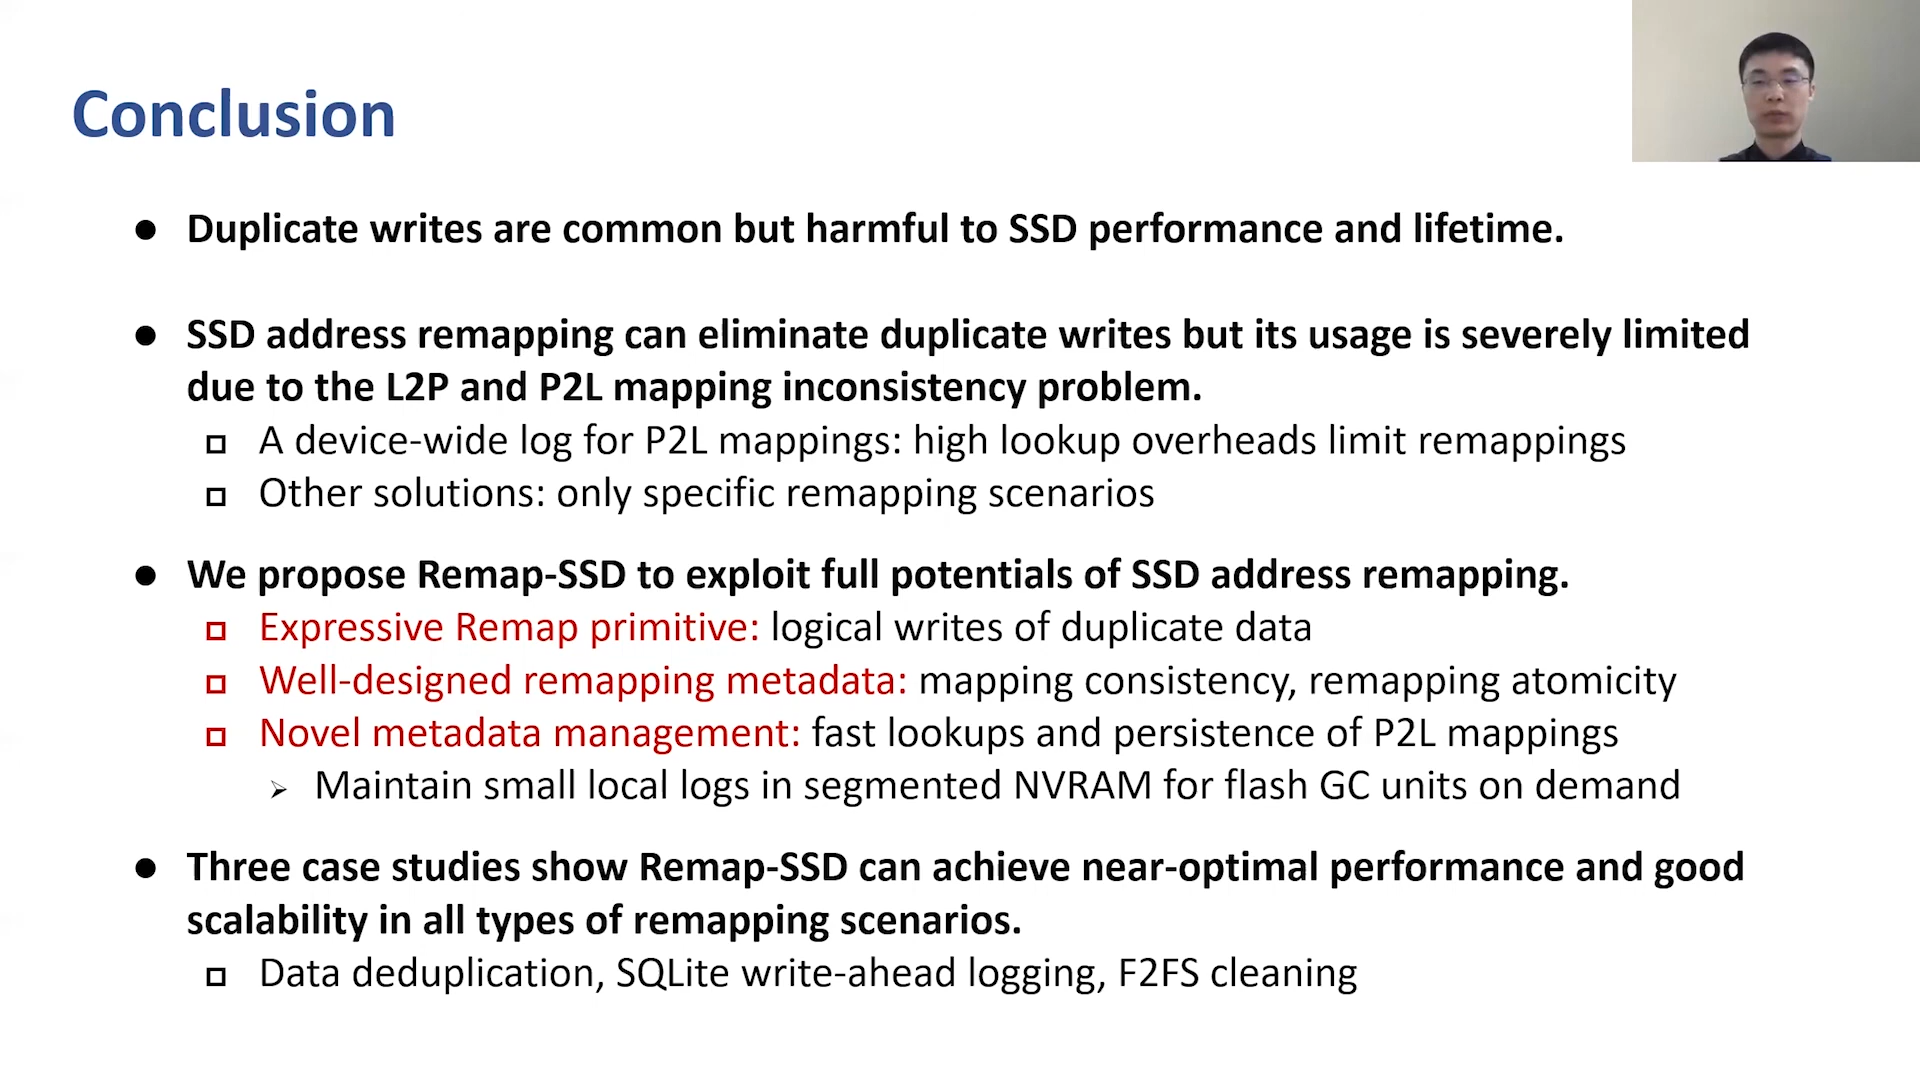 Conclusion
● Duplicate writes are common but harmful to SSD performance and lifetime.
● SSD address remapping can eliminate duplicate writes but its usage is severely limited
due to the L2P and P2L mapping inconsistency problem.
A device-wide log for P2L mappings: high lookup overheads limit remappings
Other solutions: only specific remapping scenarios
● We propose Remap-SSD to exploit full potentials of SSD address remapping.
Expressive Remap primitive: logical writes of duplicate data
Well-designed remapping metadata: mapping consistency, remapping atomicity
Novel metadata management: fast lookups and persistence of P2L mappings
➢ Maintain small local logs in segmented NVRAM for flash GC units on demand
● Three case studies show Remap-SSD can achieve near-optimal performance and good
scalability in all types of remapping scenarios.
Data deduplication, SQLite write-ahead logging, F2FS cleaning